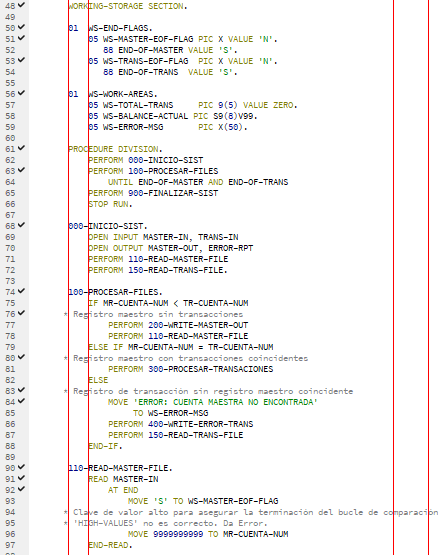 48 WORKING-STORAGE SECTION.
49
50 01 WS-END-FLAGS.
51 05 WS-MASTER-EOF-FLAG PIC X VALUE 'N'.
52 88 END-OF-MASTER VALUE 'S'.
53 05 WS-TRANS-EOF-FLAG PIC X VALUE 'N'.
54 88 END-OF-TRANS VALUE 'S'.
55
56 01 WS-WORK-AREAS.
57 05 WS-TOTAL-TRANS PIC 9(5) VALUE ZERO.
58 05 WS-BALANCE-ACTUAL PIC S9(8)V99.
59 05 WS-ERROR-MSG PIC X(50).
60
61 PROCEDURE DIVISION.
62 PERFORM 000-INICIO-SIST
63 PERFORM 100-PROCESAR-FILES
64 UNTIL END-OF-MASTER AND END-OF-TRANS
65 PERFORM 900-FINALIZAR-SIST
66 STOP RUN.
67
68 000-INICIO-SIST.
69 OPEN INPUT MASTER-IN, TRANS-IN
70 OPEN OUTPUT MASTER-OUT, ERROR-RPT
71 PERFORM 110-READ-MASTER-FILE
72 PERFORM 150-READ-TRANS-FILE.
73
74 100-PROCESAR-FILES.
75 IF MR-CUENTA-NUM < TR-CUENTA-NUM
76 * Registro maestro sin transacciones
77 PERFORM 200-WRITE-MASTER-OUT
78 PERFORM 110-READ-MASTER-FILE
79 ELSE IF MR-CUENTA-NUM = TR-CUENTA-NUM
80 * Registro maestro con transacciones coincidentes
81 PERFORM 300-PROCESAR-TRANSACIONES
82 ELSE
83 * Registro de transacción sin registro maestro coincidente
84 MOVE 'ERROR: CUENTA MAESTRA NO ENCONTRADA'
85 TO WS-ERROR-MSG
86 PERFORM 400-WRITE-ERROR-TRANS
87 PERFORM 150-READ-TRANS-FILE
88 END-IF.
89
90 110-READ-MASTER-FILE.
91 READ MASTER-IN
92 AT END
93 MOVE 'S' TO WS-MASTER-EOF-FLAG
94 * Clave de valor alto para asegurar la terminación del bucle de comparación
95 * 'HIGH-VALUES' no es correcto. Da Error.
96 MOVE 9999999999 TO MR-CUENTA-NUM
97 END-READ.